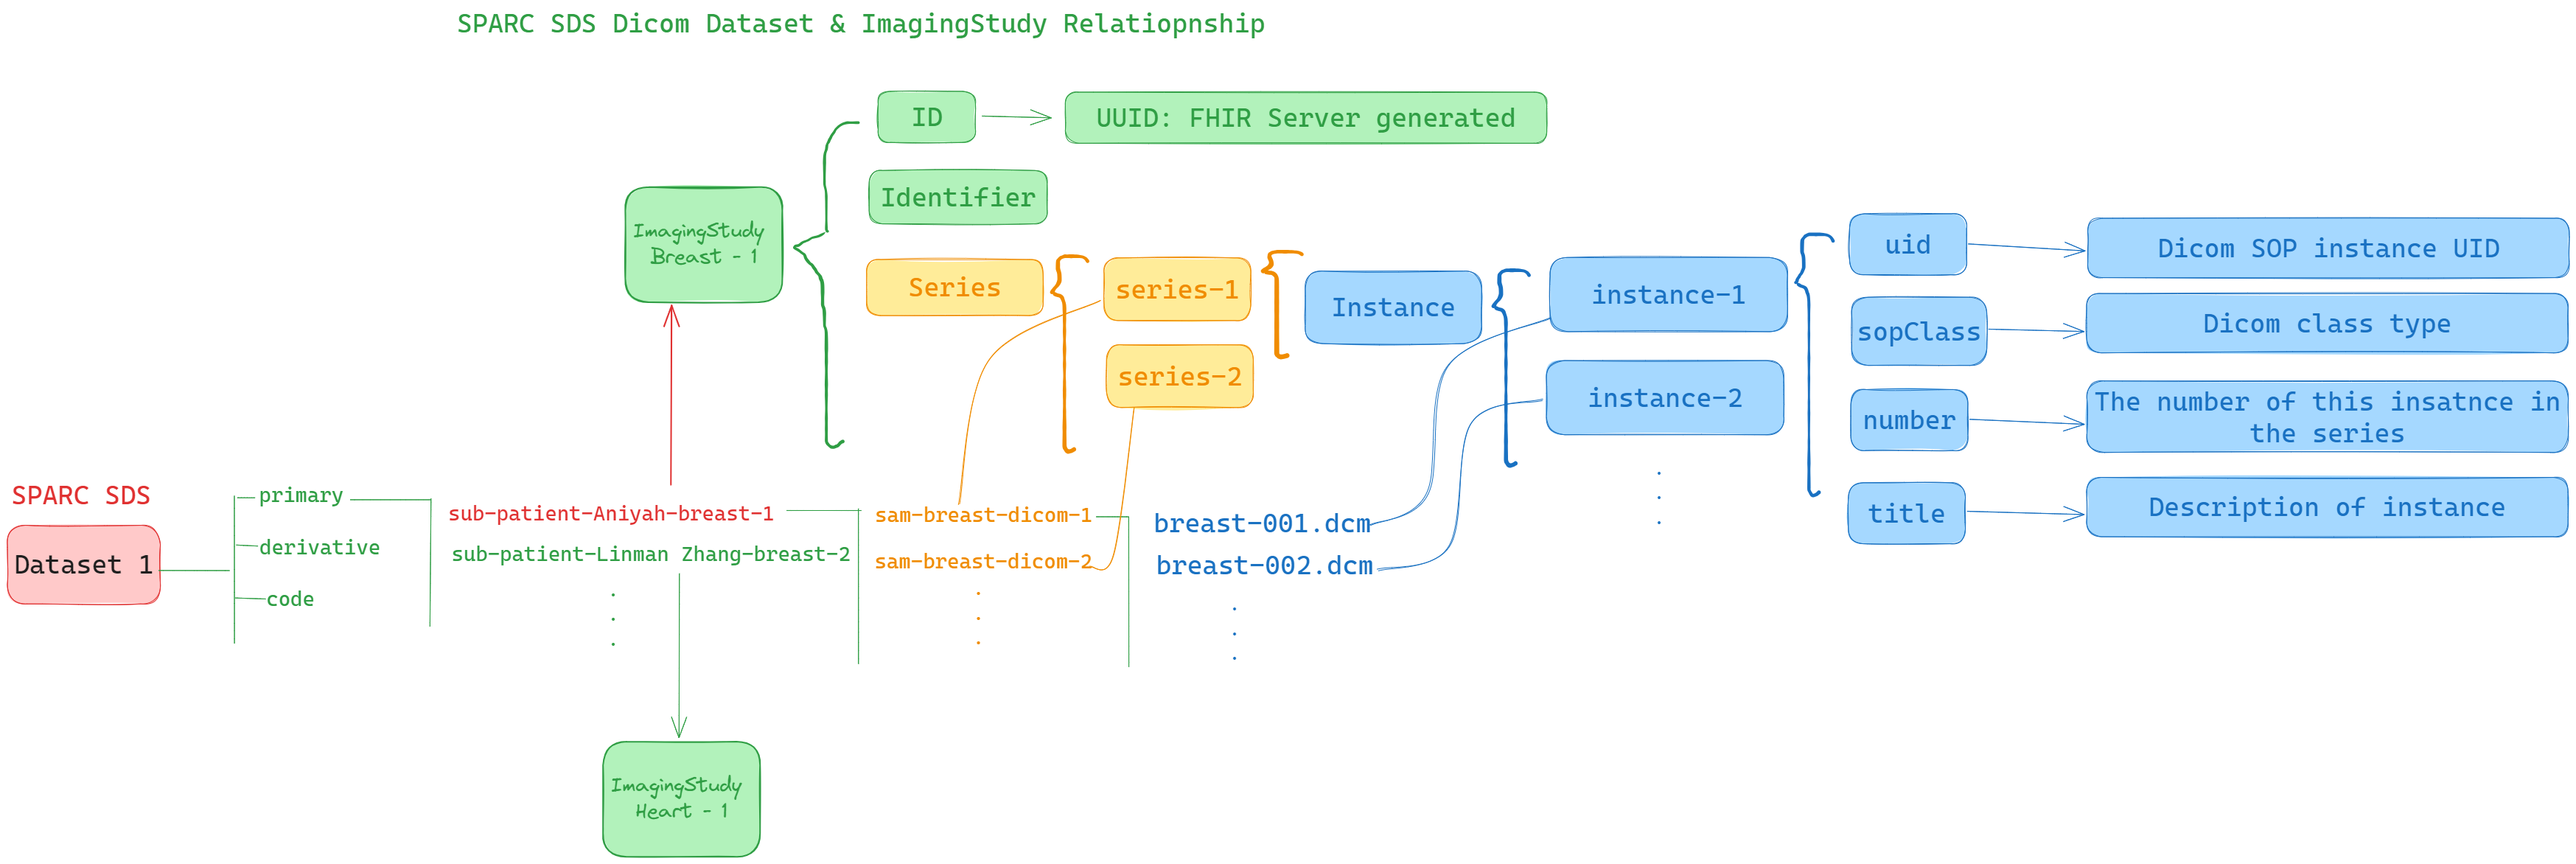 SPARC SDS Dicom Dataset & ImagingStudy Relatiopnship
ID
UUID: FHIR Server generated
Identifier
ImagingStudy
Breast - 1
Series
series-1
series-2
Instance
instance-1
instance-2
.
.
.
uid
Dicom SOP instance UID
sopClass
Dicom class type
number
The number of this insatnce in
the series
title
Description of instance
SPARC SDS
Dataset 1
primary
derivative
code
sub-patient-Aniyah-breast-1
sub-patient-Linman Zhang-breast-2
.
.
.
sam-breast-dicom-1
sam-breast-dicom-2
.
.
.
breast-001.dcm
breast-002.dcm
.
.
.
ImagingStudy
Heart - 1